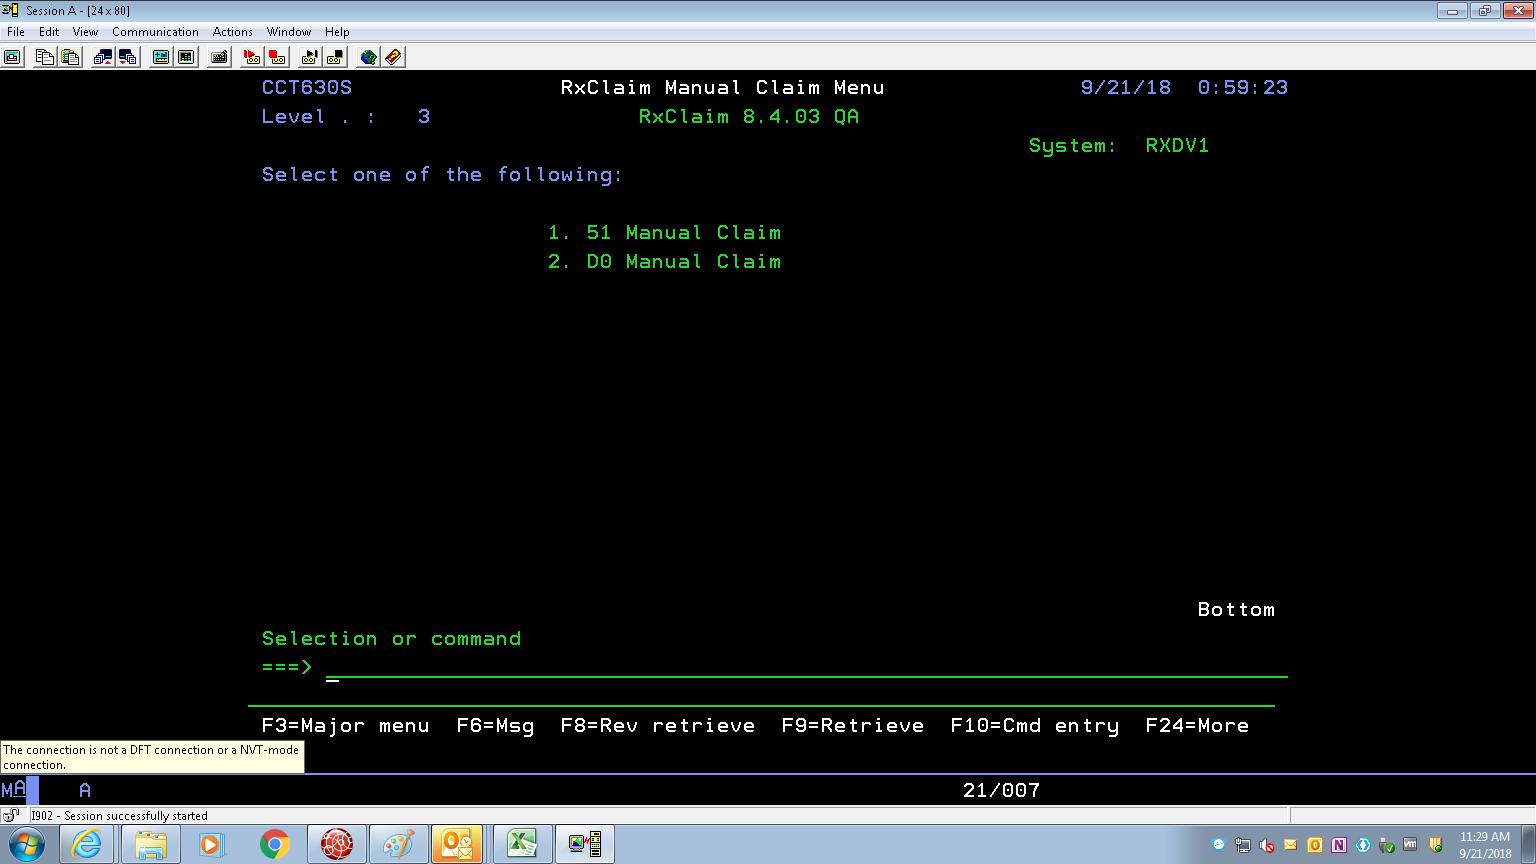 Session A - [24 x 80]
File Edit View Communication Actions Window Help
CCT630S RxClaim Manual Claim Menu 9/21/18 0:59:23
Level . : 3 RxClaim 8.4.03 QA
System: RXDV1
Select one of the following:
1. 51 Manual Claim
2. D0 Manual Claim
Bottom
Selection or command
===> _
F3=Major menu F6=Msg F8=Rev retrieve F9=Retrieve F10=Cmd entry F24=More
The connection is not a DFT connection or a NVT-mode
connection.
MA A 21/007
I902 - Session successfully started
11:29 AM
9/21/2018